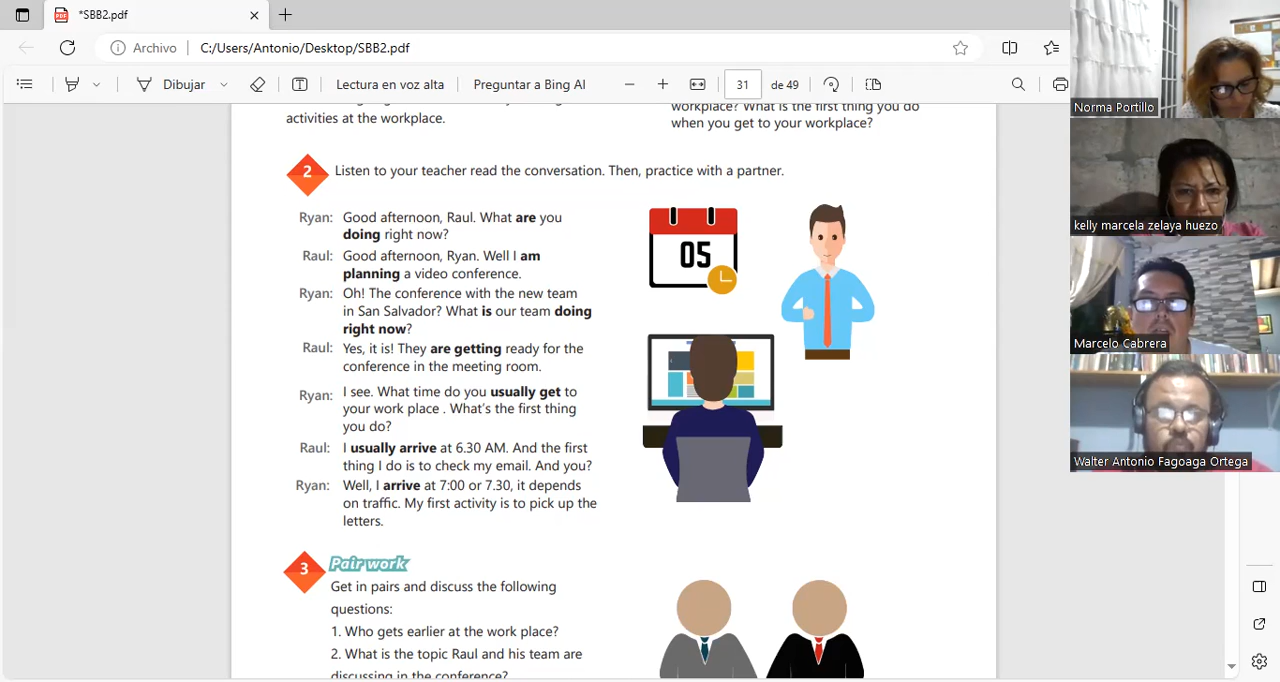 *SBB2.pdf
Archivo
C:/Users/Antonio/Desktop/SBB2.pdf
Dibujar
Lectura en voz alta
Preguntar a Bing AI
31
de 49
activities at the workplace.
workplace? What is the first thing you do
when you get to your workplace?
2
Listen to your teacher read the conversation. Then, practice with a partner.
Ryan: Good afternoon, Raul. What are you
doing right now?
Raul: Good afternoon, Ryan. Well I am
planning a video conference.
Ryan: Oh! The conference with the new team
in San Salvador? What is our team doing
right now?
Raul: Yes, it is! They are getting ready for the
conference in the meeting room.
Ryan: I see. What time do you usually get to
your work place . What's the first thing
you do?
Raul: I usually arrive at 6.30 AM. And the first
thing I do is to check my email. And you?
Ryan: Well, I arrive at 7:00 or 7.30, it depends
on traffic. My first activity is to pick up the
letters.
05
3
Pair work
Get in pairs and discuss the following
questions:
1. Who gets earlier at the work place?
2. What is the topic Raul and his team are
discussing in the conference?
Norma Portillo
kelly marcela zelaya huezo
Marcelo Cabrera
Walter Antonio Fagoaga Ortega